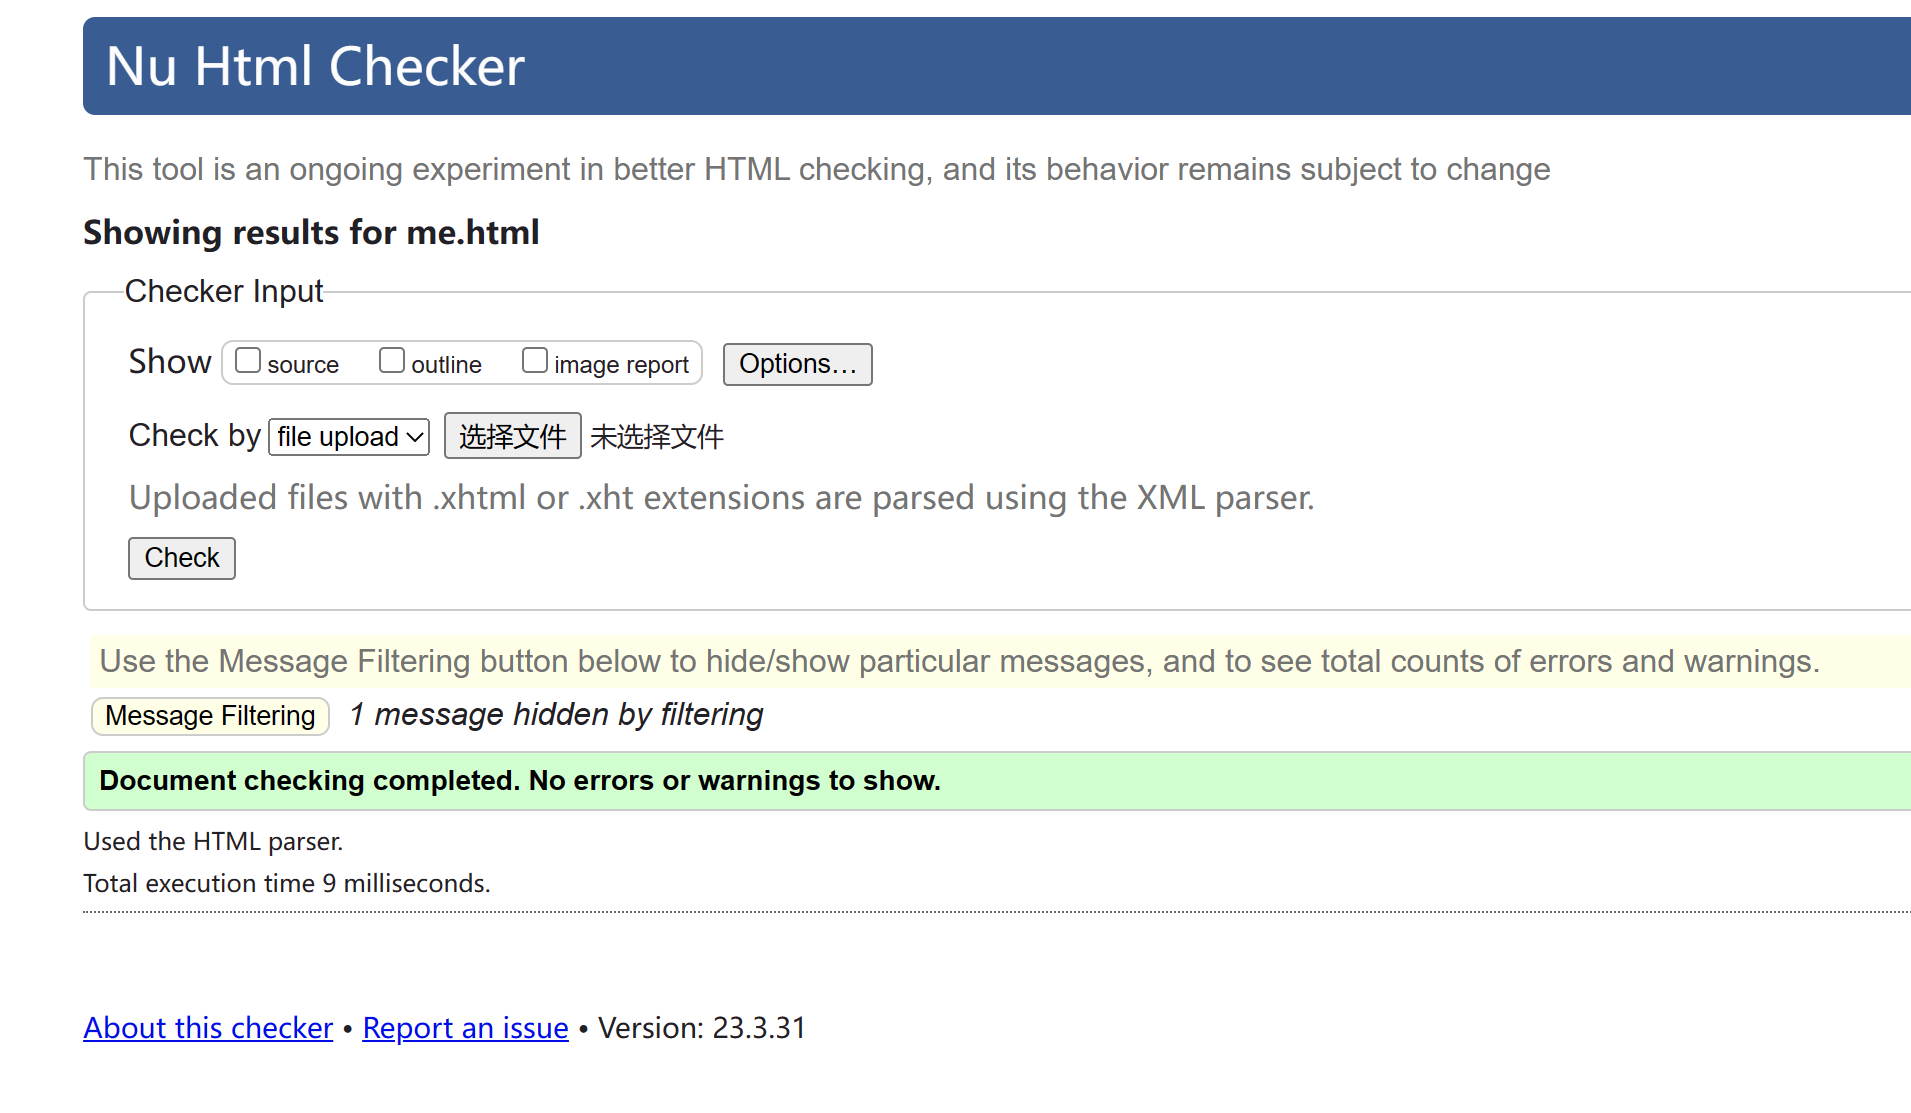 Nu Html Checker
This tool is an ongoing experiment in better HTML checking, and its behavior remains subject to change
Showing results for me.html
Checker Input
Show source outline image report Options...
Check by file upload 选择文件 未选择文件
Uploaded files with .xhtml or .xht extensions are parsed using the XML parser.
Check
Use the Message Filtering button below to hide/show particular messages, and to see total counts of errors and warnings.
Message Filtering 1 message hidden by filtering
Document checking completed. No errors or warnings to show.
Used the HTML parser.
Total execution time 9 milliseconds.
About this checker • Report an issue • Version: 23.3.31